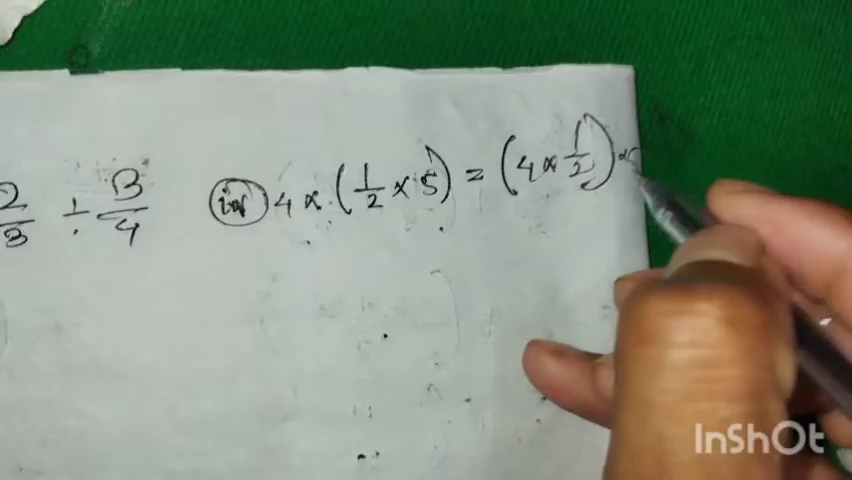 2/3 ÷ 3/4
(iv) 4 × (1/2 × 5) = (4 × 1/2) ×
InShOt